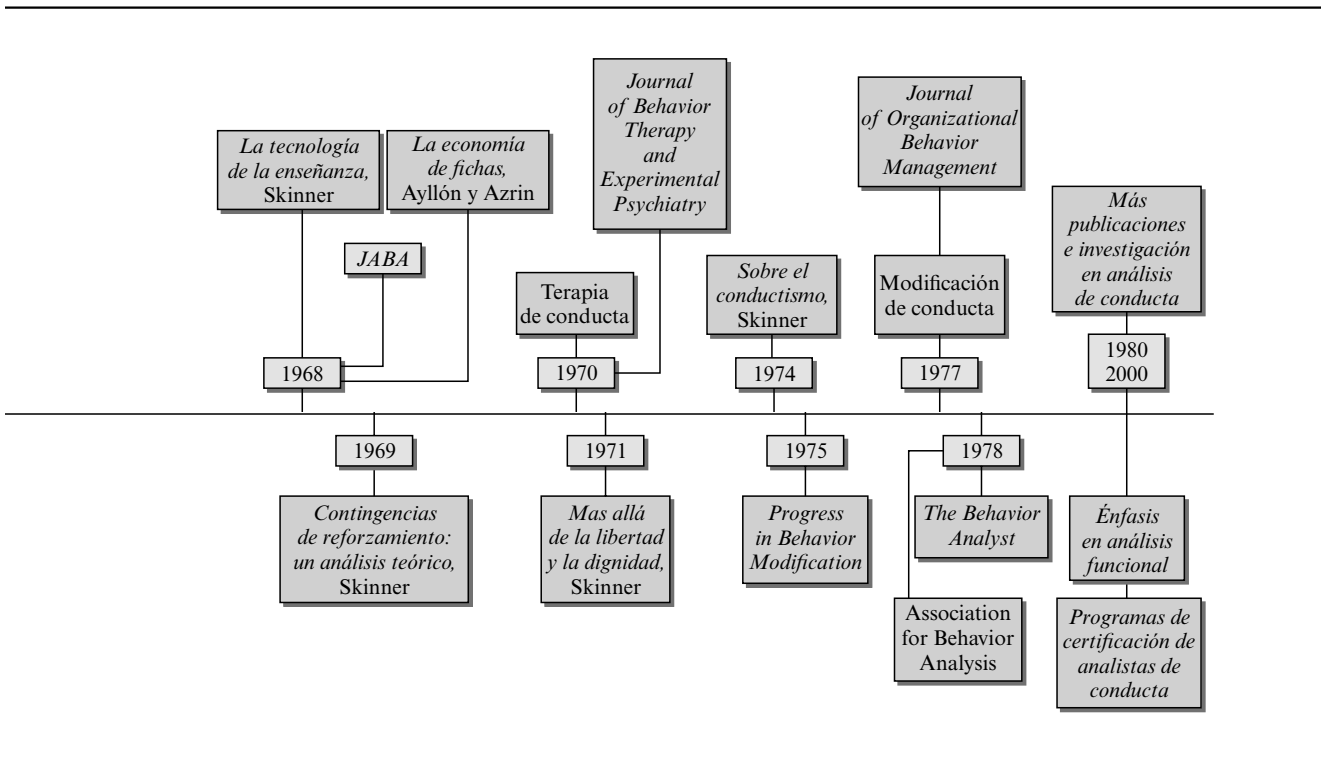 La tecnología
de la enseñanza,
Skinner
La economía
de fichas,
Ayllón y Azrin
JABA
1968
Journal
of Behavior
Therapy
and
Experimental
Psychiatry
Terapia
de conducta
1970
Sobre el
conductismo,
Skinner
1974
Journal
of Organizational
Behavior
Management
Modificación
de conducta
1977
Más
publicaciones
e investigación
en análisis
de conducta
1980
2000
1969
Contingencias
de reforzamiento:
un análisis teórico,
Skinner
1971
Mas allá
de la libertad
y la dignidad,
Skinner
1975
Progress
in Behavior
Modification
1978
The Behavior
Analyst
Association
for Behavior
Analysis
Énfasis
en análisis
funcional
Programas de
certificación de
analistas de
conducta